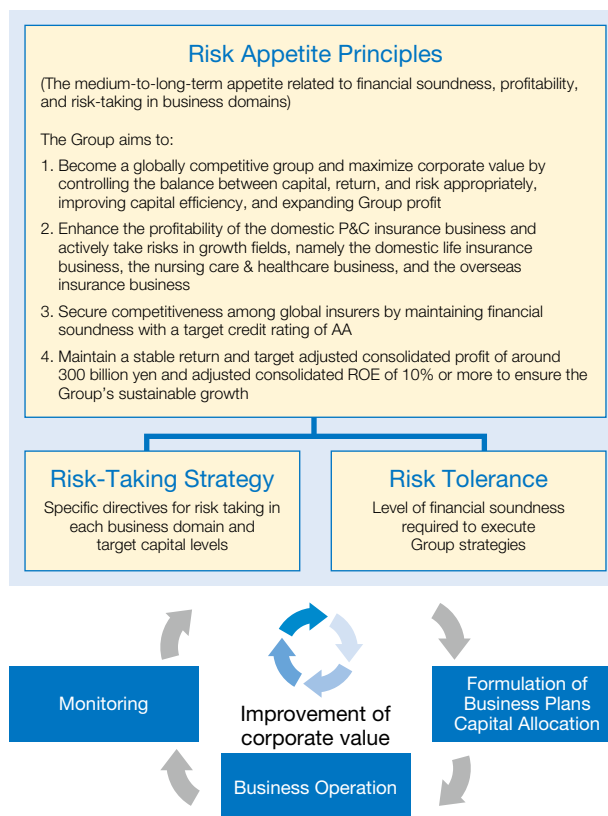 Risk Appetite Principles
(The medium-to-long-term appetite related to financial soundness, profitability,
and risk-taking in business domains)
The Group aims to:
1. Become a globally competitive group and maximize corporate value by
controlling the balance between capital, return, and risk appropriately,
improving capital efficiency, and expanding Group profit
2. Enhance the profitability of the domestic P&C insurance business and
actively take risks in growth fields, namely the domestic life insurance
business, the nursing care & healthcare business, and the overseas
insurance business
3. Secure competitiveness among global insurers by maintaining financial
soundness with a target credit rating of AA
4. Maintain a stable return and target adjusted consolidated profit of around
300 billion yen and adjusted consolidated ROE of 10% or more to ensure the
Group's sustainable growth
Risk-Taking Strategy
Specific directives for risk taking in
each business domain and
target capital levels
Risk Tolerance
Level of financial soundness
required to execute
Group strategies
Monitoring
Improvement of
corporate value
Formulation of
Business Plans
Capital Allocation
Business Operation